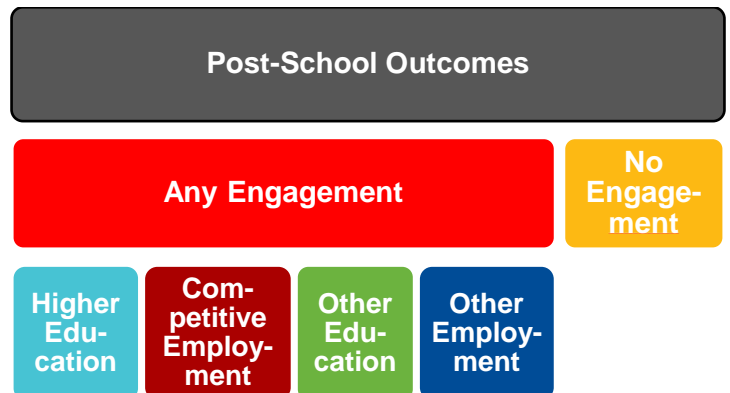 Post-School Outcomes
Any Engagement
No
Engage-
ment
Higher
Edu-
cation
Com-
petitive
Employ-
ment
Other
Edu-
cation
Other
Employ-
ment